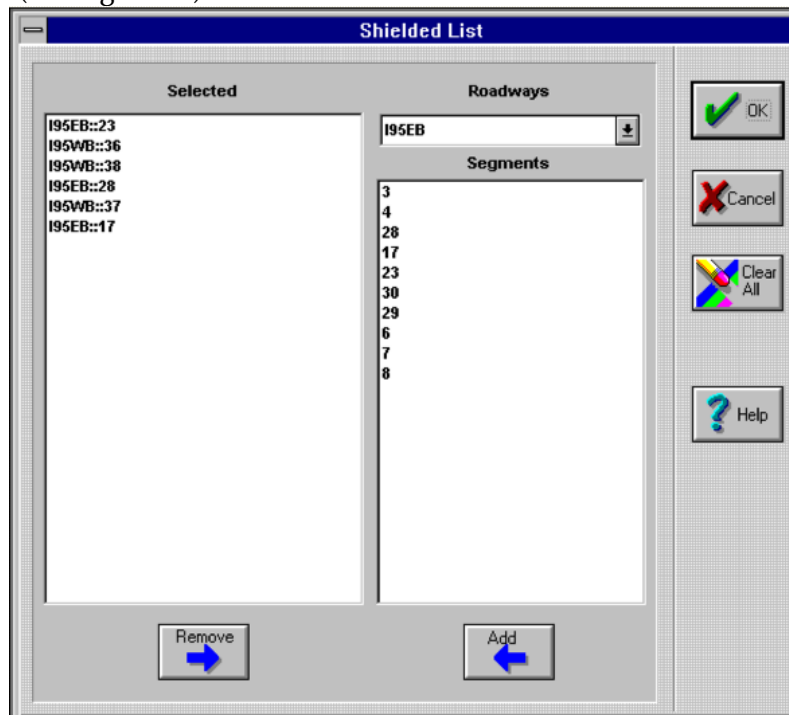 Shielded List
Selected
I95EB::23
I95WB::36
I95WB::38
I95EB::28
I95WB::37
I95EB::17
Remove
Roadways
I95EB
Segments
3
4
28
17
23
30
29
6
7
8
Add
OK
Cancel
Clear
All
Help